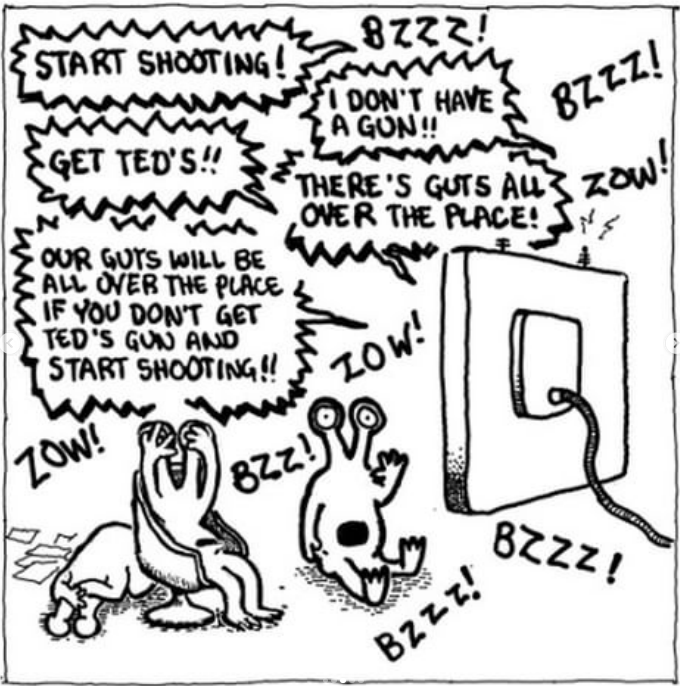 BZZZ!
START SHOOTING!
I DON'T HAVE
A GUN!!
BZZZ!
GET TED'S!!
THERE'S GUTS ALL
OVER THE PLACE!
ZOW!
OUR GUTS WILL BE
ALL OVER THE PLACE
IF YOU DON'T GET
TED'S GUN AND
START SHOOTING!!
ZOW!
ZOW!
BZZ!
BZZZ!
BZZZ!